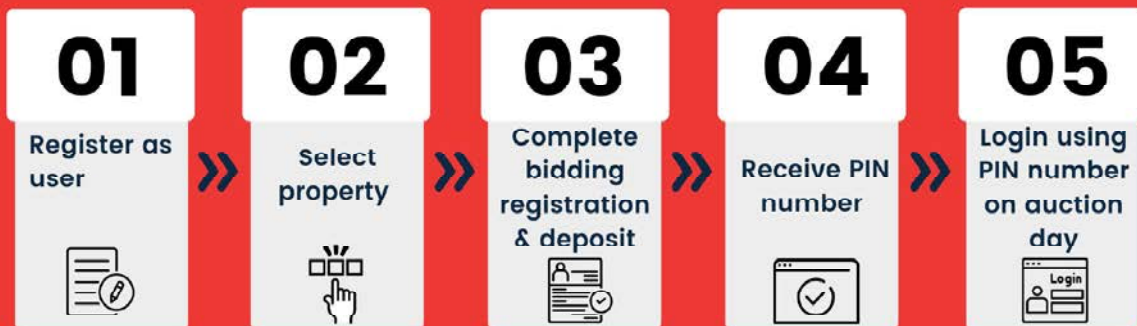 01
Register as
user
02
Select
property
03
Complete
bidding
registration
& deposit
04
Receive PIN
number
05
Login using
PIN number
on auction
day
Login